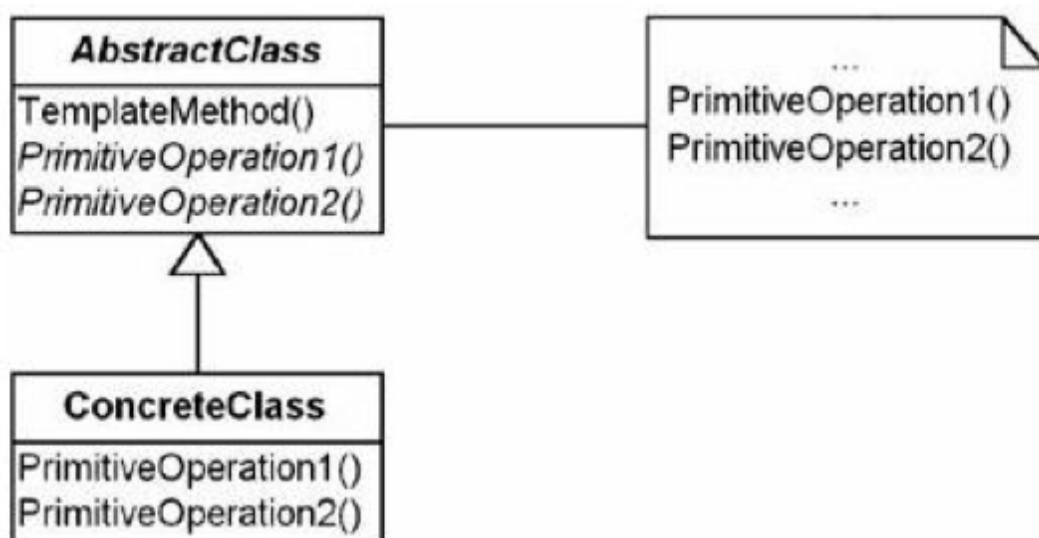 AbstractClass
TemplateMethod()
PrimitiveOperation1()
PrimitiveOperation2()
...
PrimitiveOperation1()
PrimitiveOperation2()
...
ConcreteClass
PrimitiveOperation1()
PrimitiveOperation2()